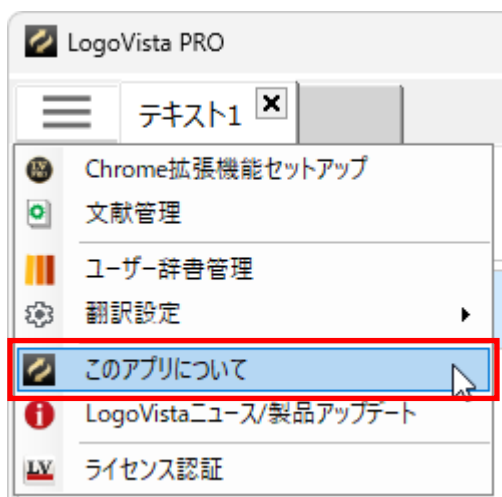 LogoVista PRO
テキスト1
Chrome拡張機能セットアップ
文献管理
ユーザー辞書管理
翻訳設定
このアプリについて
LogoVistaニュース/製品アップデート
LV
ライセンス認証